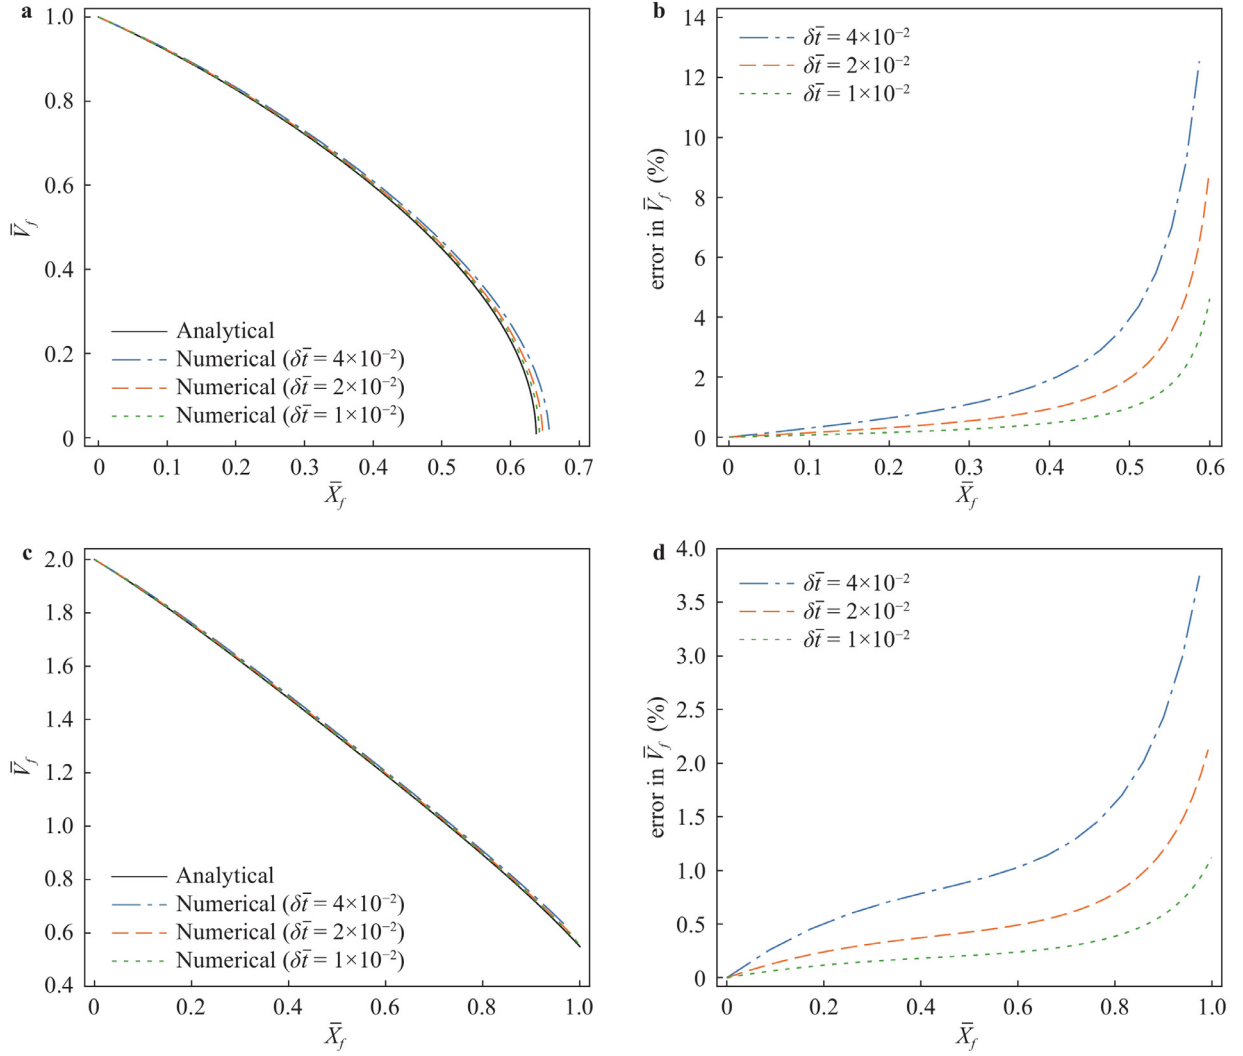 a
1.0
0.8
0.6
0.4
0.2
0
V̄f
Analytical
Numerical (δt̄ = 4×10⁻²)
Numerical (δt̄ = 2×10⁻²)
Numerical (δt̄ = 1×10⁻²)
0 0.1 0.2 0.3 0.4 0.5 0.6 0.7
X̄f
b
14
12
10
8
6
4
2
0
error in V̄f (%)
δt̄ = 4×10⁻²
δt̄ = 2×10⁻²
δt̄ = 1×10⁻²
0 0.1 0.2 0.3 0.4 0.5 0.6
X̄f
c
2.0
1.8
1.6
1.4
1.2
1.0
0.8
0.6
0.4
V̄f
Analytical
Numerical (δt̄ = 4×10⁻²)
Numerical (δt̄ = 2×10⁻²)
Numerical (δt̄ = 1×10⁻²)
0 0.2 0.4 0.6 0.8 1.0
X̄f
d
4.0
3.5
3.0
2.5
2.0
1.5
1.0
0.5
0
error in V̄f (%)
δt̄ = 4×10⁻²
δt̄ = 2×10⁻²
δt̄ = 1×10⁻²
0 0.2 0.4 0.6 0.8 1.0
X̄f